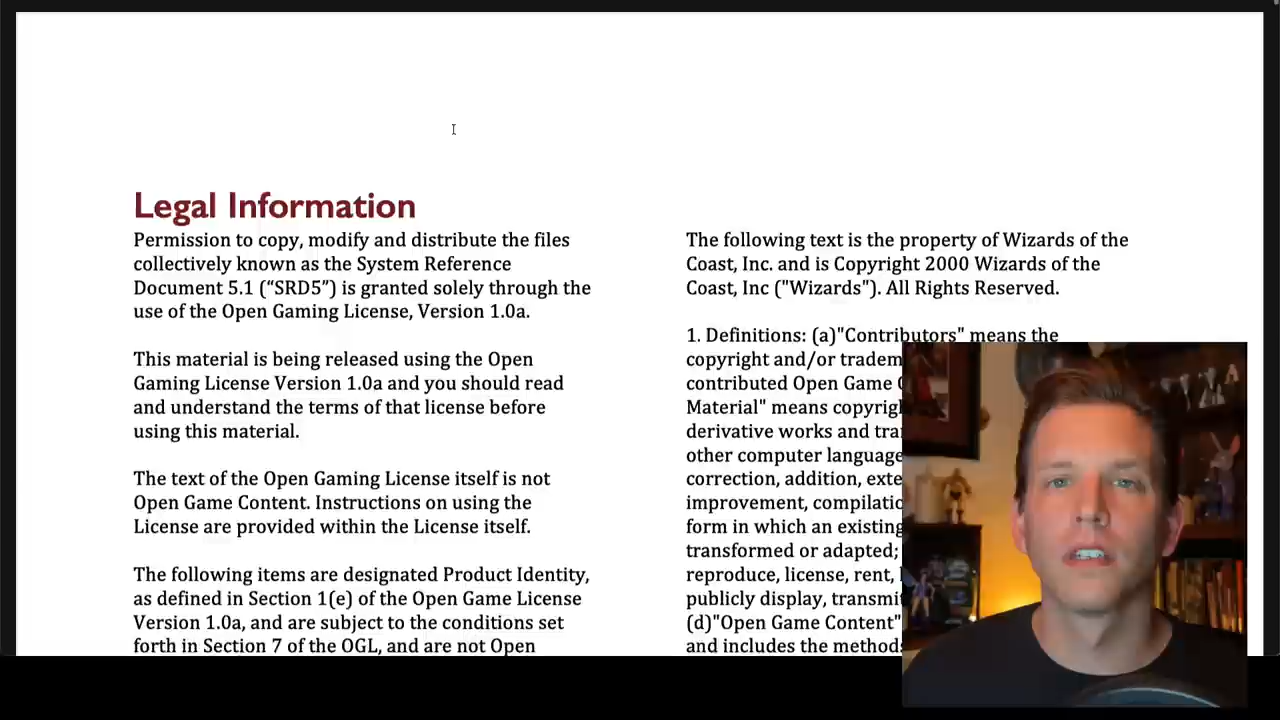 Legal Information
Permission to copy, modify and distribute the files
collectively known as the System Reference
Document 5.1 (“SRD5”) is granted solely through the
use of the Open Gaming License, Version 1.0a.
This material is being released using the Open
Gaming License Version 1.0a and you should read
and understand the terms of that license before
using this material.
The text of the Open Gaming License itself is not
Open Game Content. Instructions on using the
License are provided within the License itself.
The following items are designated Product Identity,
as defined in Section 1(e) of the Open Game License
Version 1.0a, and are subject to the conditions set
forth in Section 7 of the OGL, and are not Open
The following text is the property of Wizards of the
Coast, Inc. and is Copyright 2000 Wizards of the
Coast, Inc ("Wizards"). All Rights Reserved.
1. Definitions: (a)"Contributors" means the
copyright and/or tradem
contributed Open Game
Material" means copyrigh
derivative works and tra
other computer language
correction, addition, exte
improvement, compilatio
form in which an existing
transformed or adapted;
reproduce, license, rent,
publicly display, transmi
(d)"Open Game Content"
and includes the method